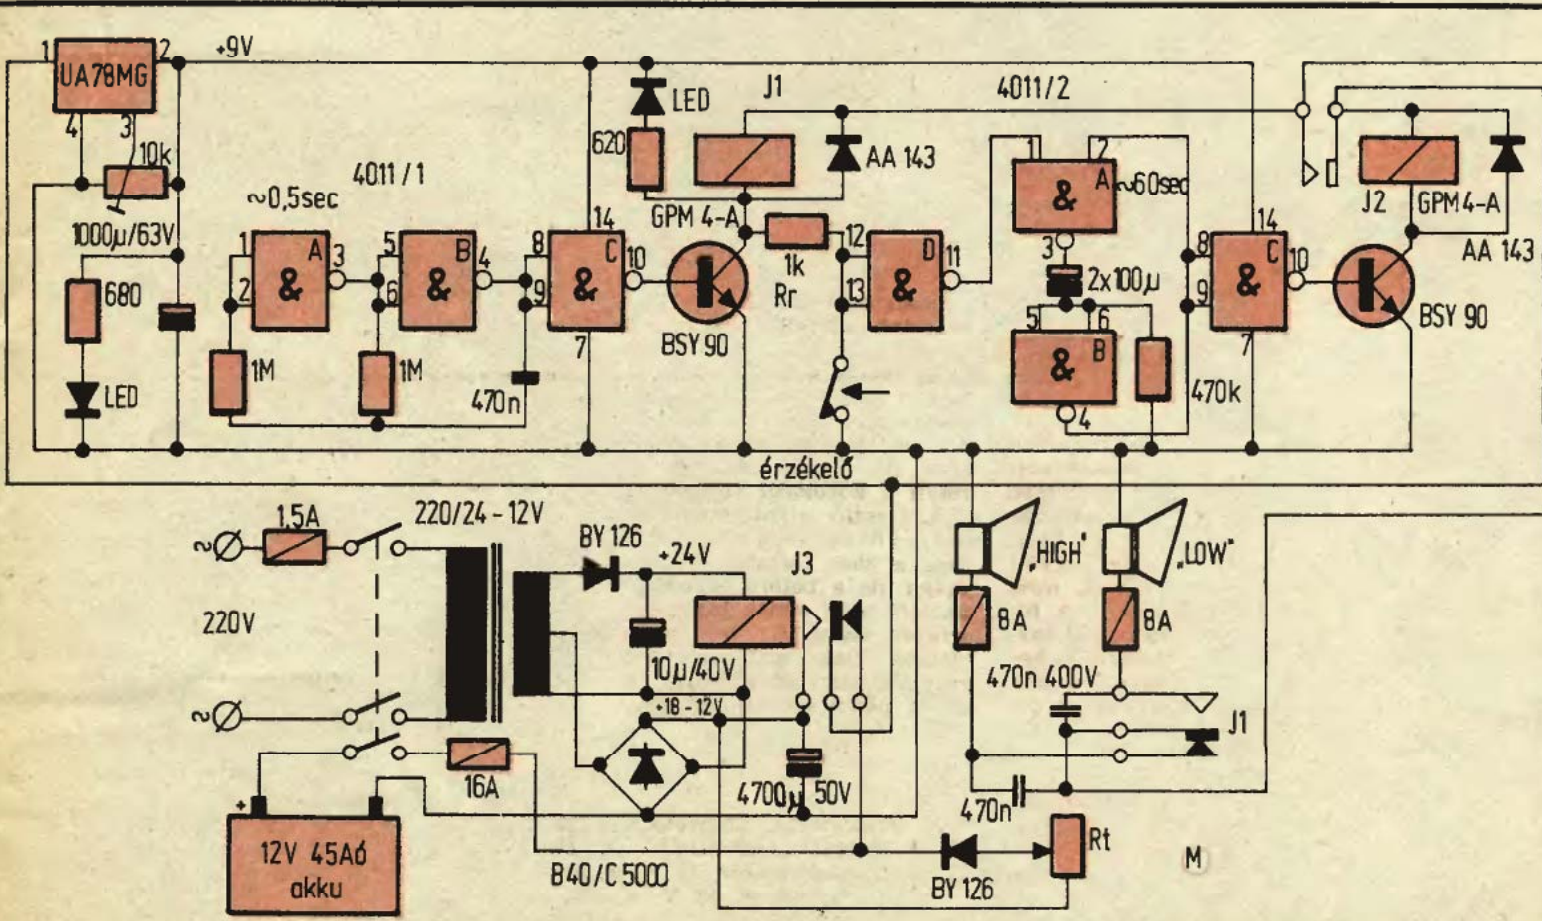 1
UA78MG
2
+9V
4
3
10k
1000µ/63V
680
LED
~0,5sec
4011/1
1
2
A
3
&
1M
5
6
B
4
&
1M
8
9
470n
14
C
10
&
7
620
LED
J1
GPM 4-A
BSY 90
AA 143
1k
Rr
12
13
D
11
&
érzékelő
4011/2
1
2
A
~60sec
&
3
2x100µ
5
6
B
&
4
470k
8
9
14
C
10
&
7
J2
GPM 4-A
AA 143
BSY 90
1,5A
220/24-12V
~
220V
~
16A
+
12V 45Aó
akku
BY 126
+24V
10µ/40V
J3
+18-12V
4700µ 50V
B40/C5000
„HIGH"
„LOW"
8A
8A
470n 400V
J1
470n
Rt
BY 126
M